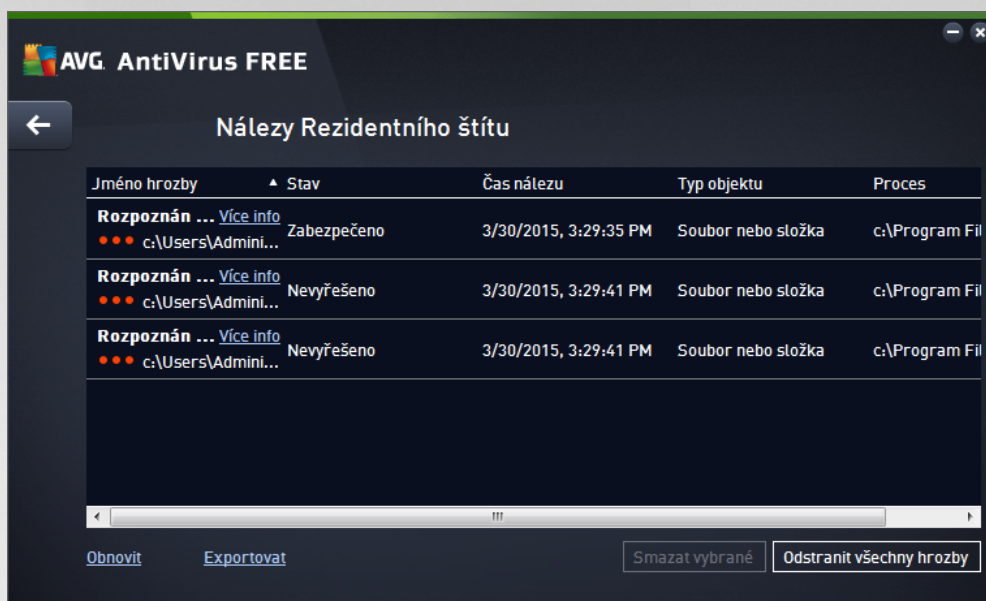 AVG. AntiVirus FREE
Nálezy Rezidentního štítu
Jméno hrozby Stav Čas nálezu Typ objektu Proces
Rozpoznán ... Více info
c:\Users\Admini... Zabezpečeno 3/30/2015, 3:29:35 PM Soubor nebo složka c:\Program Fil
Rozpoznán ... Více info
c:\Users\Admini... Nevyřešeno 3/30/2015, 3:29:41 PM Soubor nebo složka c:\Program Fil
Rozpoznán ... Více info
c:\Users\Admini... Nevyřešeno 3/30/2015, 3:29:41 PM Soubor nebo složka c:\Program Fil
Obnovit Exportovat Smazat vybrané Odstranit všechny hrozby